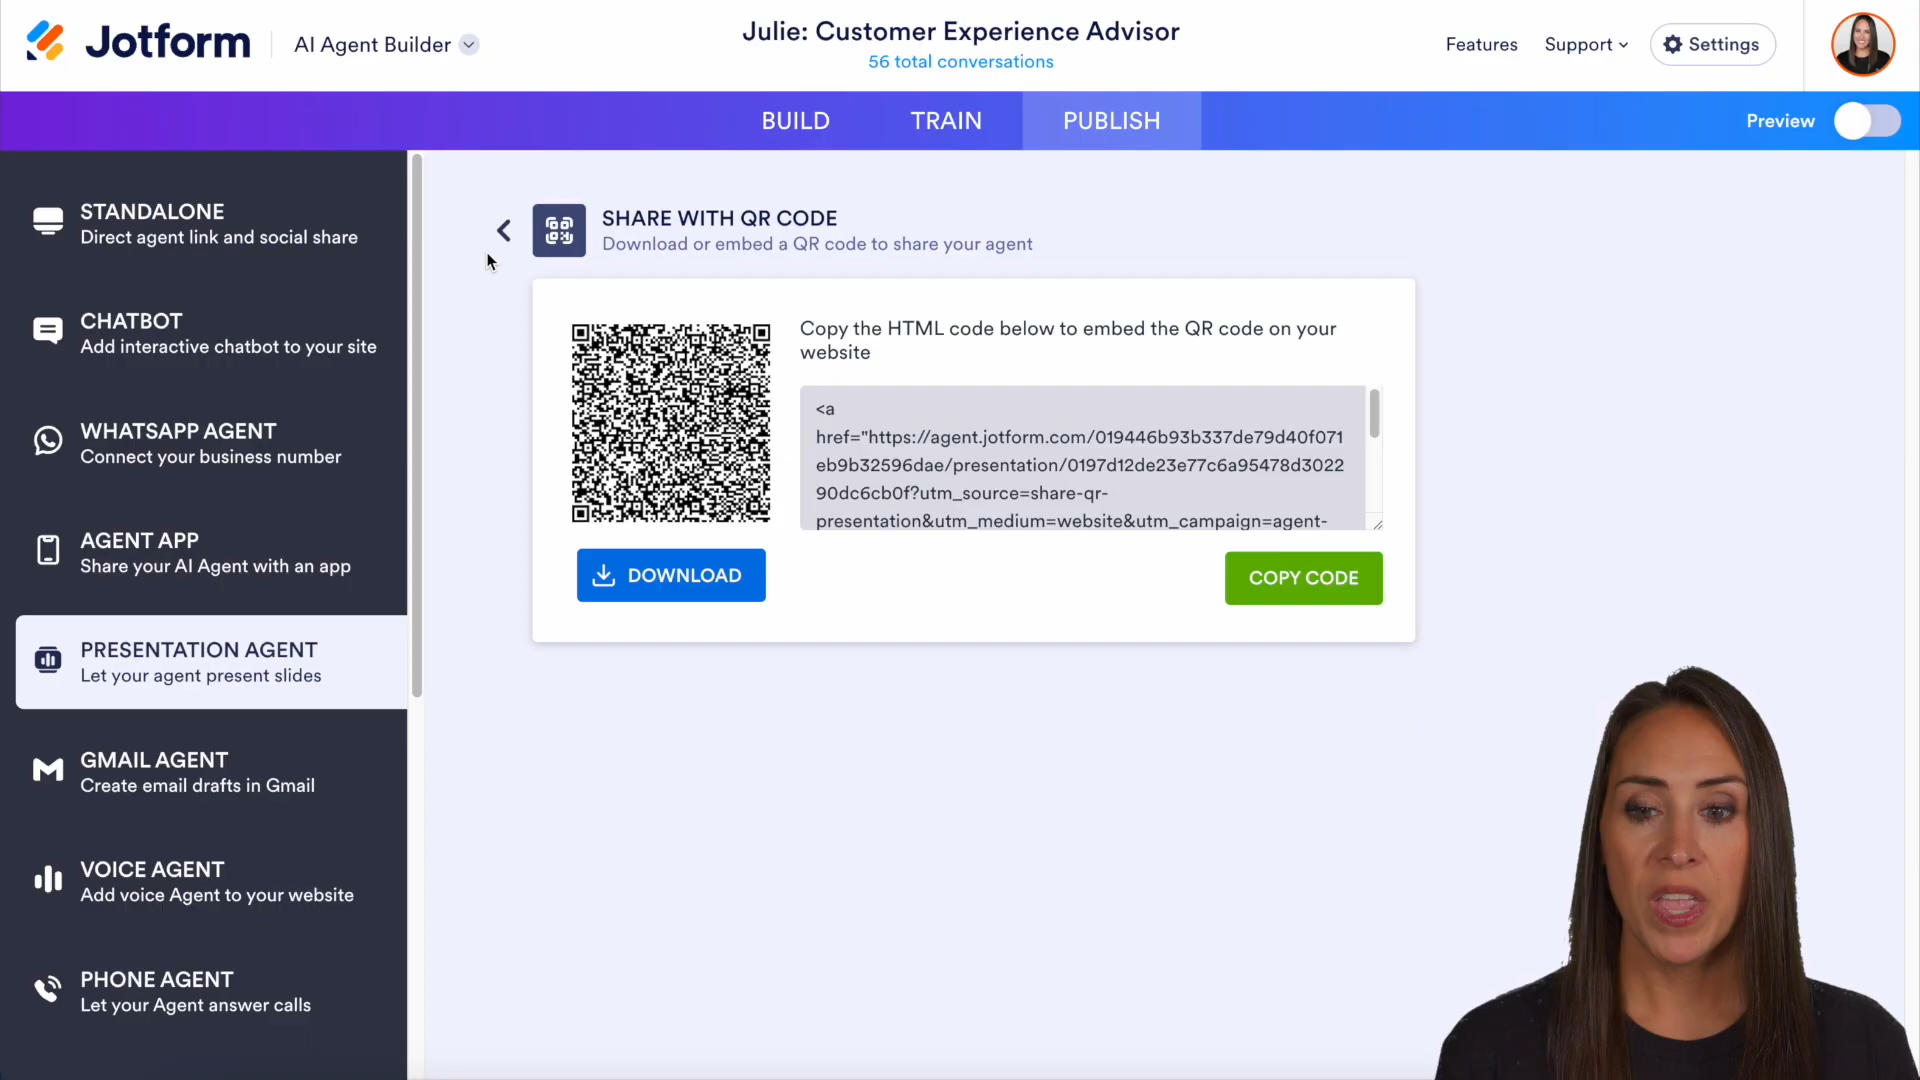 Jotform
AI Agent Builder
Julie: Customer Experience Advisor
56 total conversations
Features
Support
Settings
BUILD
TRAIN
PUBLISH
Preview
STANDALONE
Direct agent link and social share
CHATBOT
Add interactive chatbot to your site
WHATSAPP AGENT
Connect your business number
AGENT APP
Share your AI Agent with an app
PRESENTATION AGENT
Let your agent present slides
GMAIL AGENT
Create email drafts in Gmail
VOICE AGENT
Add voice Agent to your website
PHONE AGENT
Let your Agent answer calls
SHARE WITH QR CODE
Download or embed a QR code to share your agent
Copy the HTML code below to embed the QR code on your
website
<a
href="https://agent.jotform.com/019446b93b337de79d40f071
eb9b32596dae/presentation/0197d12de23e77c6a95478d3022
90dc6cb0f?utm_source=share-qr-
presentation&utm_medium=website&utm_campaign=agent-
DOWNLOAD
COPY CODE